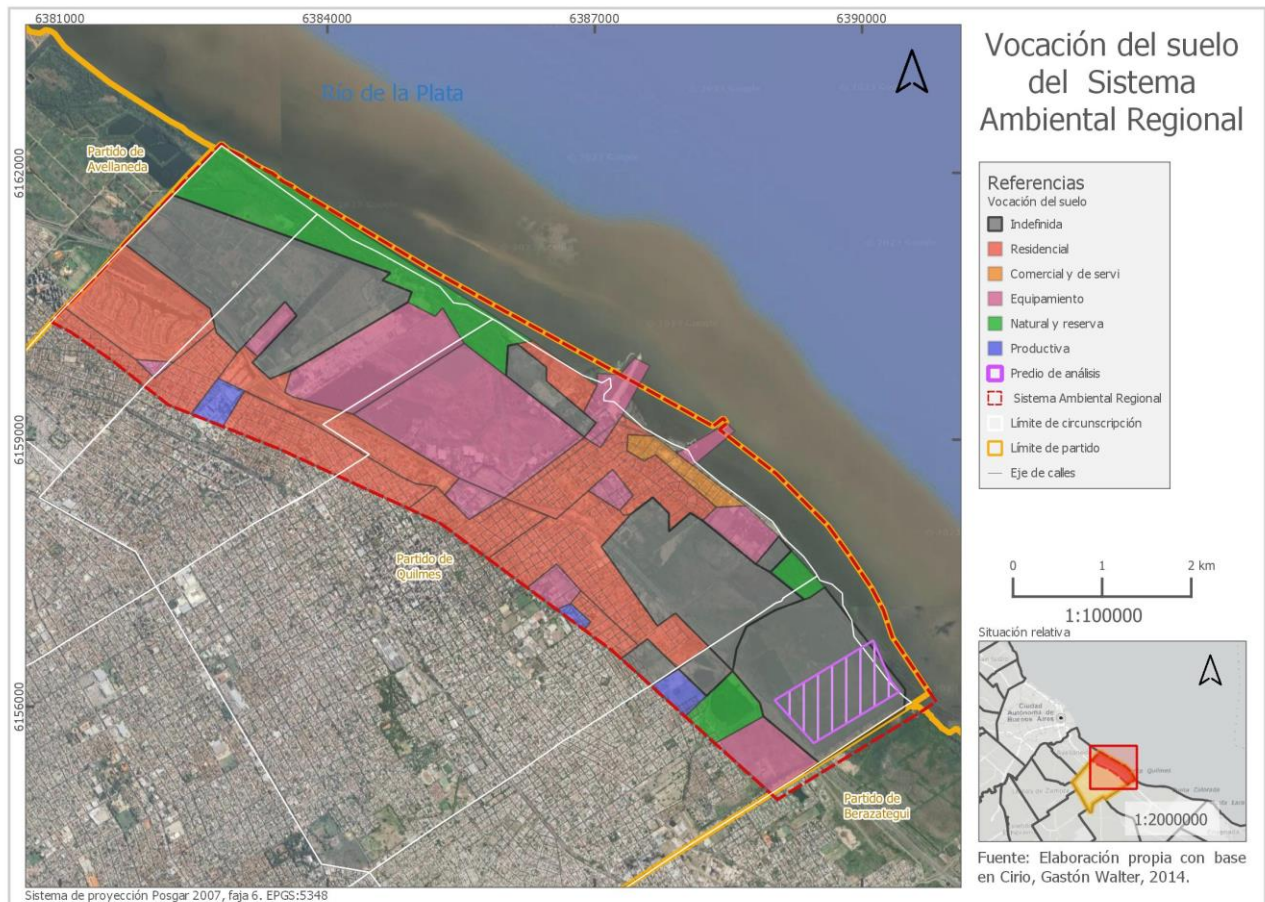 6381000
6384000
6387000
6390000
Vocación del suelo
del Sistema
Ambiental Regional
Río de la Plata
Partido de
Avellaneda
6162000
6159000
6156000
Partido de
Quilmes
Partido de
Berazategui
Referencias
Vocación del suelo
Indefinida
Residencial
Comercial y de servi
Equipamiento
Natural y reserva
Productiva
Predio de análisis
Sistema Ambiental Regional
Límite de circunscripción
Límite de partido
Eje de calles
0
1
2 km
1:100000
Situación relativa
Ciudad
Autónoma de
Buenos Aires
Quilmes
1:2000000
Fuente: Elaboración propia con base
en Cirio, Gastón Walter, 2014.
Sistema de proyección Posgar 2007, faja 6. EPGS:5348